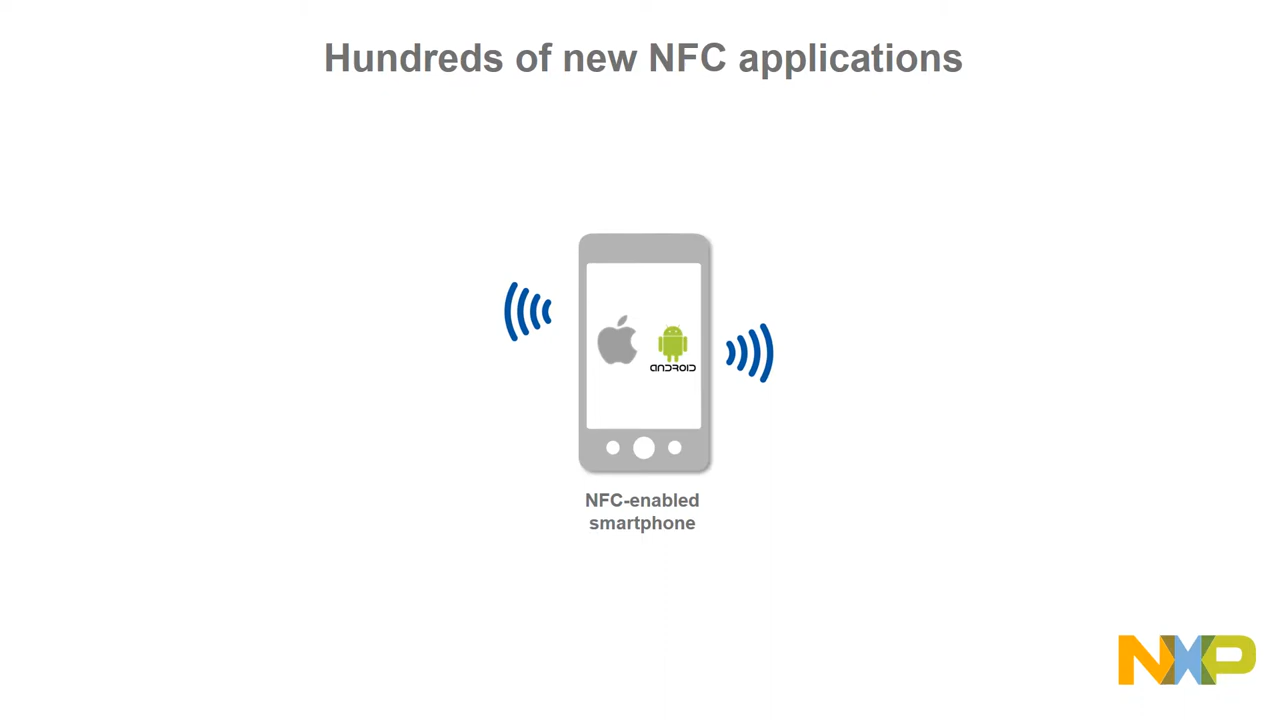 Hundreds of new NFC applications
ANDROID
NFC-enabled
smartphone
NXP